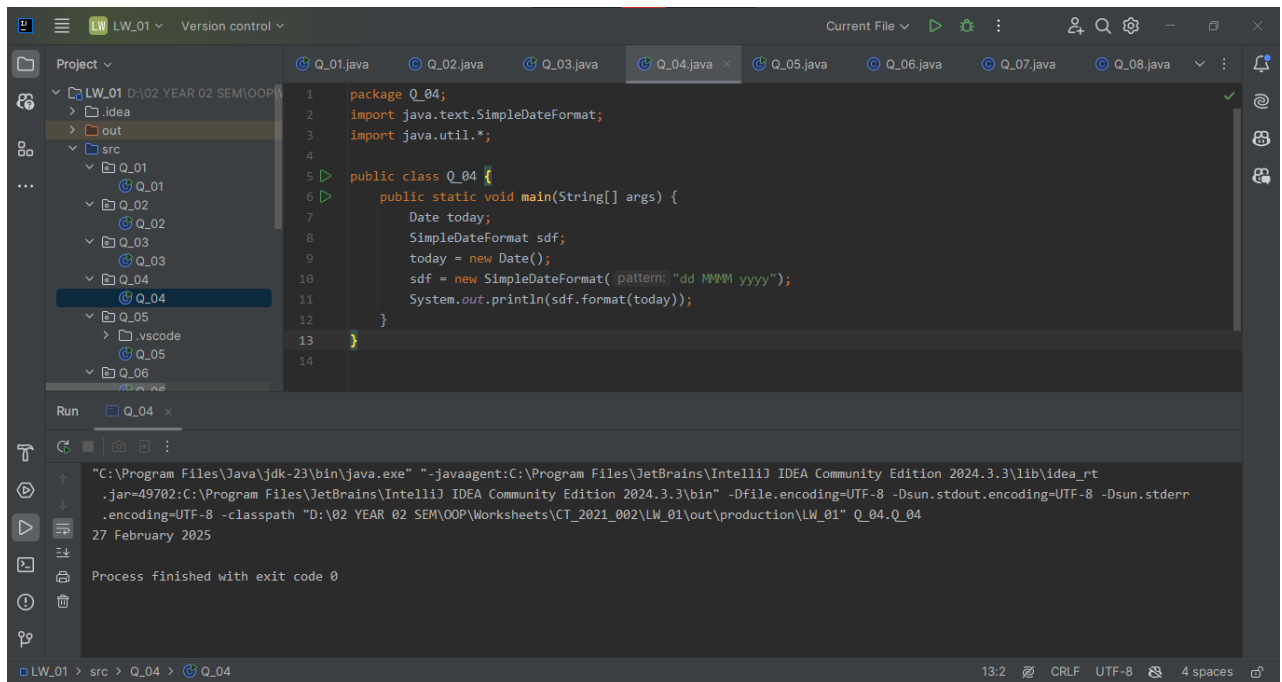 LW LW_01 Version control Current File
Project Q_01.java Q_02.java Q_03.java Q_04.java Q_05.java Q_06.java Q_07.java Q_08.java
LW_01 D:\02 YEAR 02 SEM\OOP\
.idea
out
src
Q_01
Q_01
Q_02
Q_02
Q_03
Q_03
Q_04
Q_04
Q_05
.vscode
Q_05
Q_06
1 package Q_04;
2 import java.text.SimpleDateFormat;
3 import java.util.*;
4
5 public class Q_04 {
6 public static void main(String[] args) {
7 Date today;
8 SimpleDateFormat sdf;
9 today = new Date();
10 sdf = new SimpleDateFormat( pattern: "dd MMMM yyyy");
11 System.out.println(sdf.format(today));
12 }
13 }
14
Run Q_04
"C:\Program Files\Java\jdk-23\bin\java.exe" "-javaagent:C:\Program Files\JetBrains\IntelliJ IDEA Community Edition 2024.3.3\lib\idea_rt
.jar=49702:C:\Program Files\JetBrains\IntelliJ IDEA Community Edition 2024.3.3\bin" -Dfile.encoding=UTF-8 -Dsun.stdout.encoding=UTF-8 -Dsun.stderr
.encoding=UTF-8 -classpath "D:\02 YEAR 02 SEM\OOP\Worksheets\CT_2021_002\LW_01\out\production\LW_01" Q_04.Q_04
27 February 2025
Process finished with exit code 0
LW_01 > src > Q_04 > Q_04 13:2 CRLF UTF-8 4 spaces